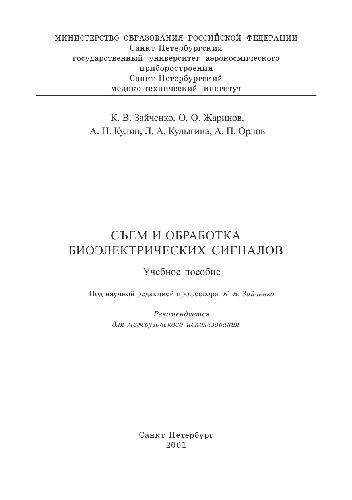 МИНИСТЕРСТВО ОБРАЗОВАНИЯ РОССИЙСКОЙ ФЕДЕРАЦИИ
Санкт Петербургский
государственный университет аэрокосмического
приборостроения
Санкт Петербургский
медико технический институт
К. В. Зайченко, О. О. Жаринов,
А. Н. Кулин, Л. А. Кулыгина, А. П. Орлов
СЪЕМ И ОБРАБОТКА
БИОЭЛЕКТРИЧЕСКИХ СИГНАЛОВ
Учебное пособие
Под научной редакцией профессора К. В. Зайченко
Рекомендуется
для межвузовского использования
Санкт Петербург
2001